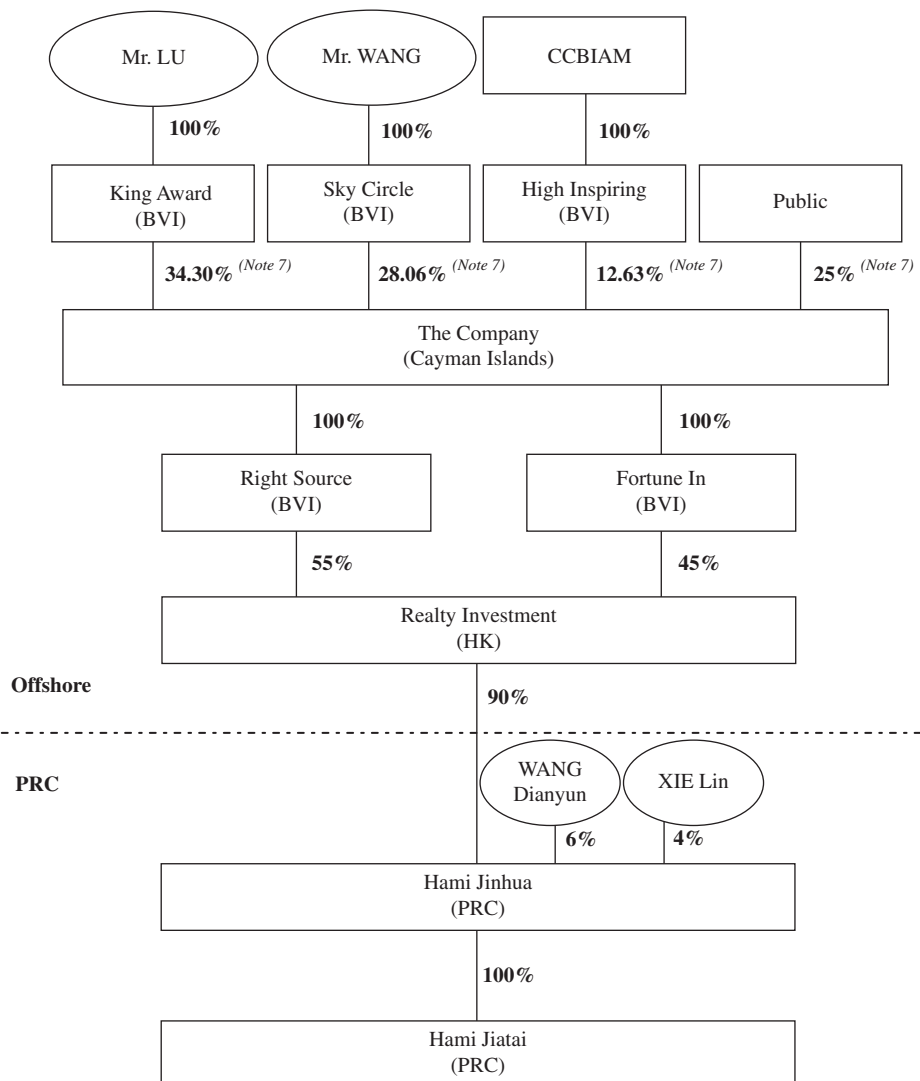 Mr. LU
Mr. WANG
CCBIAM
100%
100%
100%
King Award
(BVI)
Sky Circle
(BVI)
High Inspiring
(BVI)
Public
34.30% (Note 7)
28.06% (Note 7)
12.63% (Note 7)
25% (Note 7)
The Company
(Cayman Islands)
100%
100%
Right Source
(BVI)
Fortune In
(BVI)
55%
45%
Realty Investment
(HK)
Offshore
90%
PRC
WANG
Dianyun
XIE Lin
6%
4%
Hami Jinhua
(PRC)
100%
Hami Jiatai
(PRC)